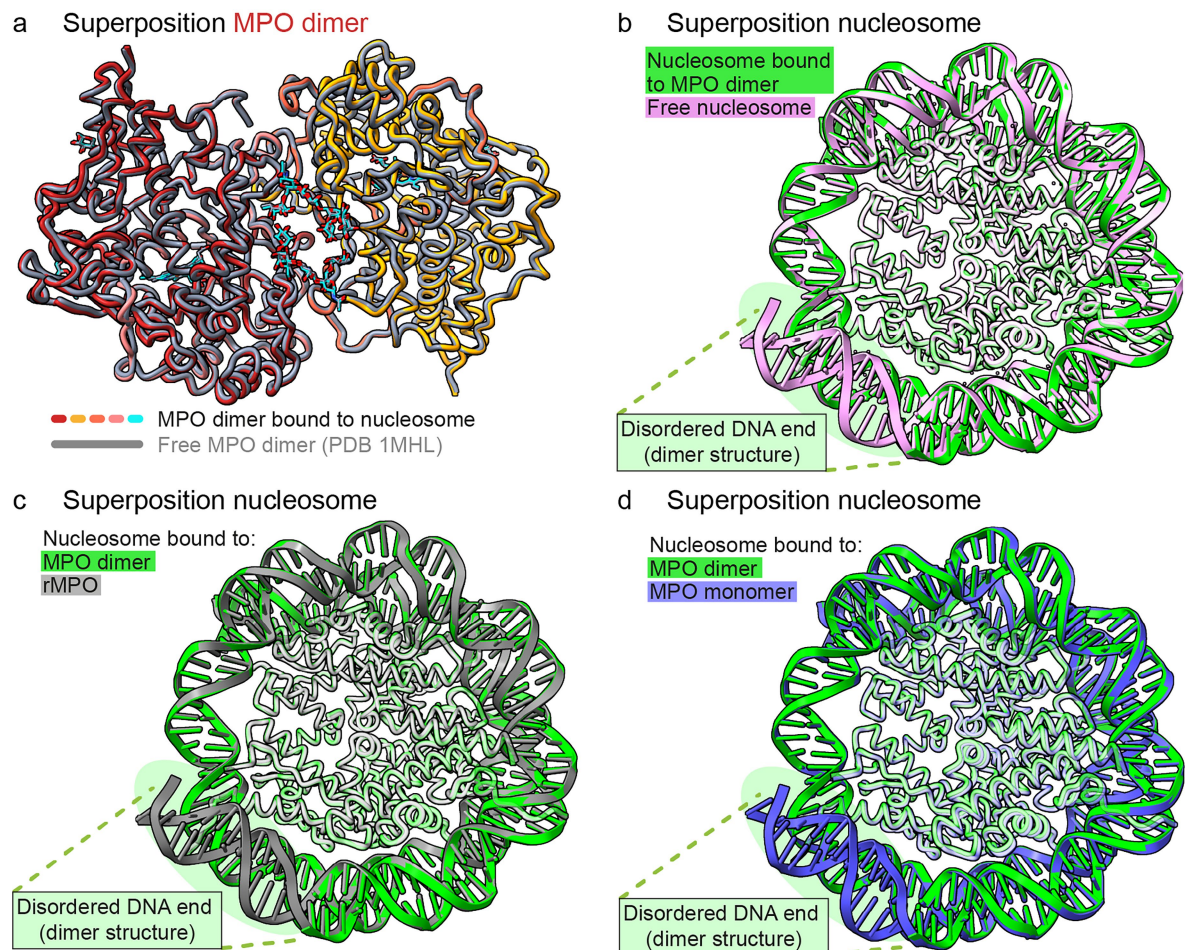 a Superposition MPO dimer
MPO dimer bound to nucleosome
Free MPO dimer (PDB 1MHL)
b Superposition nucleosome
Nucleosome bound
to MPO dimer
Free nucleosome
Disordered DNA end
(dimer structure)
c Superposition nucleosome
Nucleosome bound to:
MPO dimer
rMPO
Disordered DNA end
(dimer structure)
d Superposition nucleosome
Nucleosome bound to:
MPO dimer
MPO monomer
Disordered DNA end
(dimer structure)